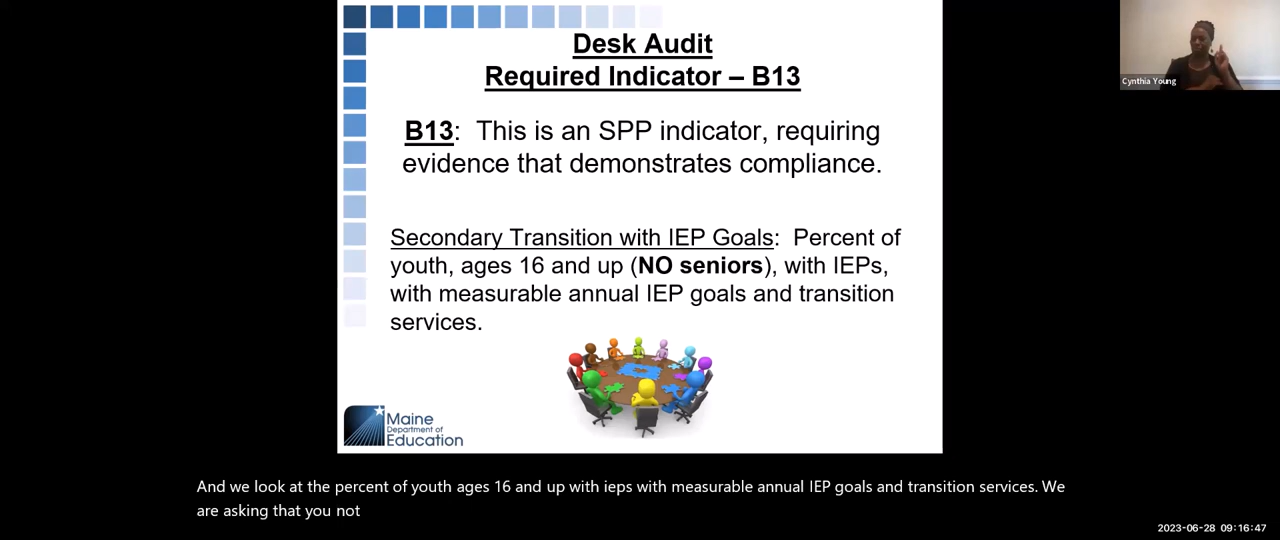 Desk Audit
Required Indicator – B13
B13:  This is an SPP indicator, requiring
evidence that demonstrates compliance.
Secondary Transition with IEP Goals:  Percent of
youth, ages 16 and up (NO seniors), with IEPs,
with measurable annual IEP goals and transition
services.
Maine
Department of
Education
Cynthia Young
And we look at the percent of youth ages 16 and up with ieps with measurable annual IEP goals and transition services. We
are asking that you not
2023-06-28 09:16:47